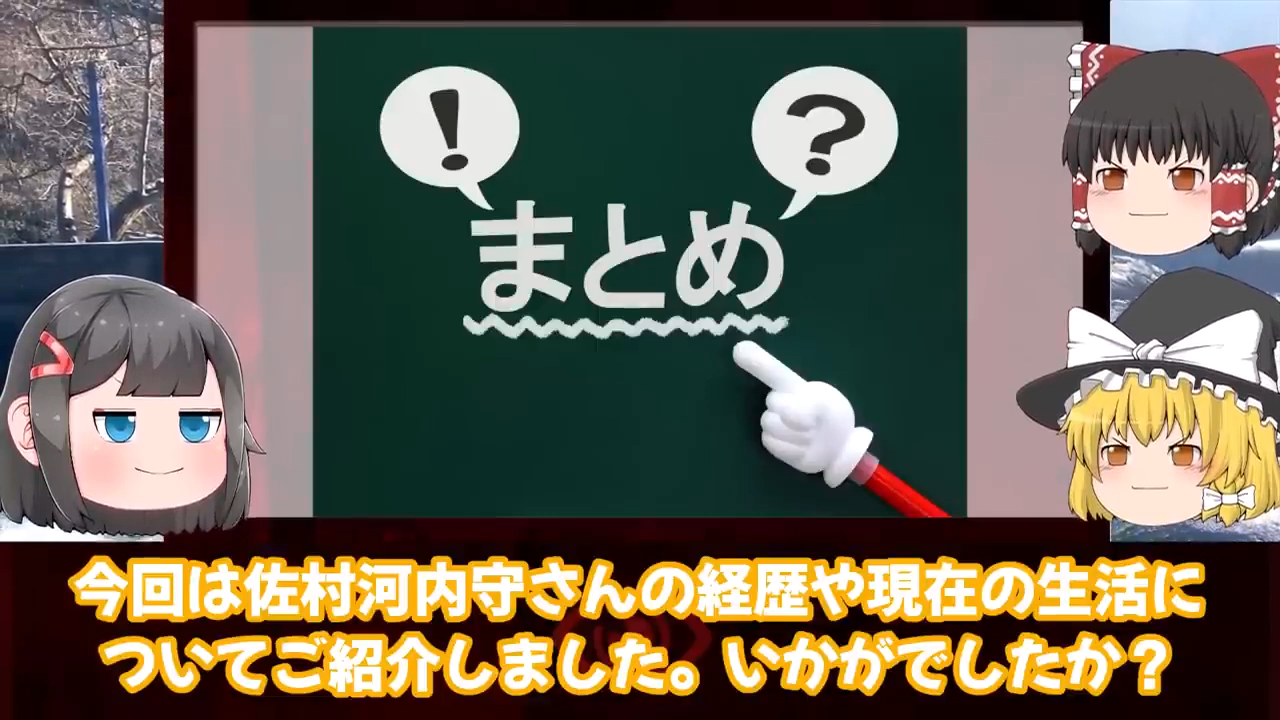 !
?
まとめ
今回は佐村河内守さんの経歴や現在の生活に
ついてご紹介しました。いかがでしたか?